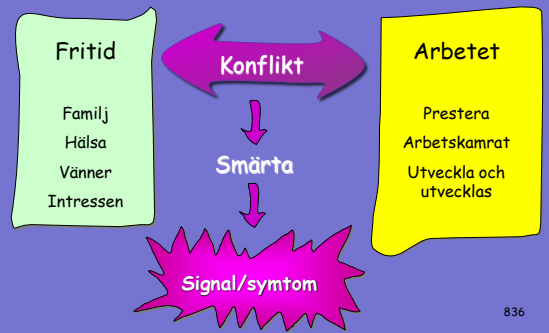 Fritid
Familj
Hälsa
Vänner
Intressen
Konflikt
Smärta
Signal/symtom
Arbetet
Prestera
Arbetskamrat
Utveckla och
utvecklas
836